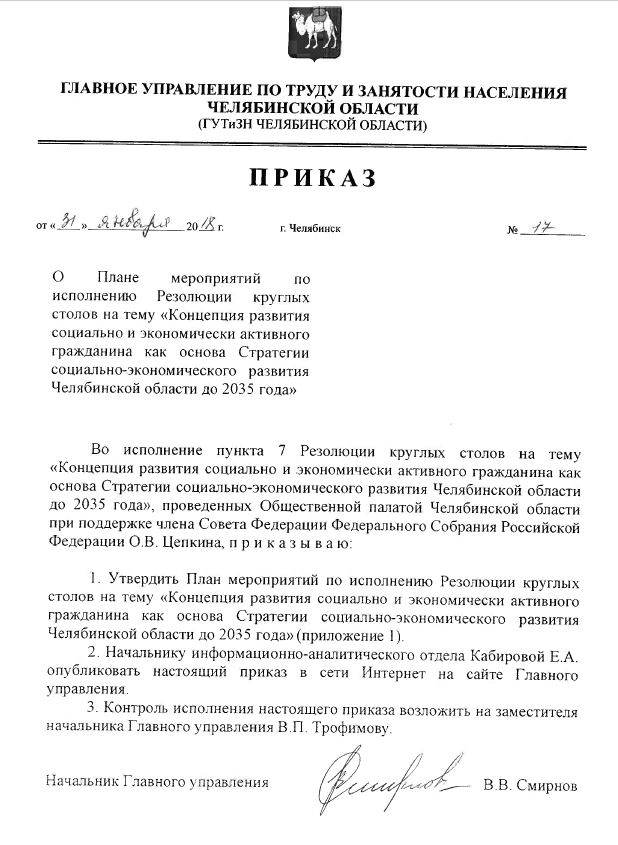 ГЛАВНОЕ УПРАВЛЕНИЕ ПО ТРУДУ И ЗАНЯТОСТИ НАСЕЛЕНИЯ
ЧЕЛЯБИНСКОЙ ОБЛАСТИ
(ГУТиЗН ЧЕЛЯБИНСКОЙ ОБЛАСТИ)
ПРИКАЗ
от « 31 » января 2018 г. г. Челябинск № 17
О Плане мероприятий по
исполнению Резолюции круглых
столов на тему «Концепция развития
социально и экономически активного
гражданина как основа Стратегии
социально-экономического развития
Челябинской области до 2035 года»
Во исполнение пункта 7 Резолюции круглых столов на тему
«Концепция развития социально и экономически активного гражданина как
основа Стратегии социально-экономического развития Челябинской области
до 2035 года», проведенных Общественной палатой Челябинской области
при поддержке члена Совета Федерации Федерального Собрания Российской
Федерации О.В. Цепкина, п р и к а з ы в а ю:
1. Утвердить План мероприятий по исполнению Резолюции круглых
столов на тему «Концепция развития социально и экономически активного
гражданина как основа Стратегии социально-экономического развития
Челябинской области до 2035 года» (приложение 1).
2. Начальнику информационно-аналитического отдела Кабировой Е.А.
опубликовать настоящий приказ в сети Интернет на сайте Главного
управления.
3. Контроль исполнения настоящего приказа возложить на заместителя
начальника Главного управления В.П. Трофимову.
Начальник Главного управления Смирнов В.В. Смирнов